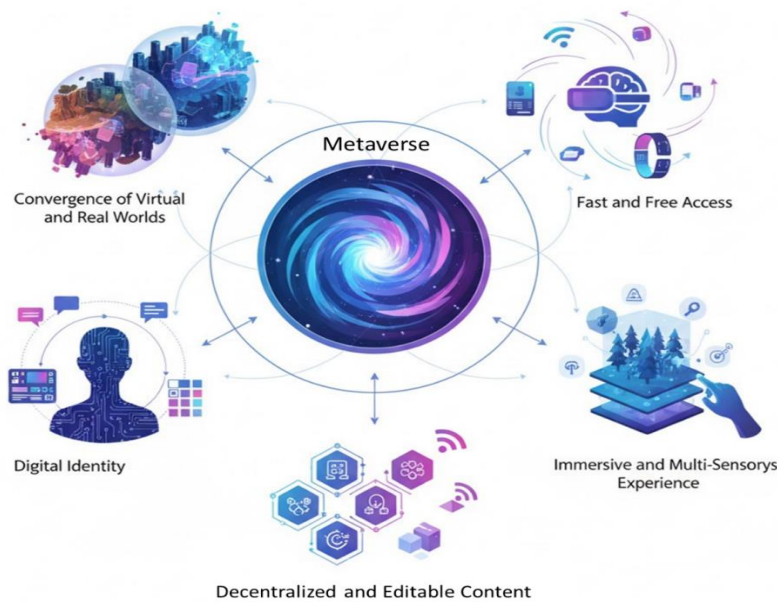 Metaverse
Convergence of Virtual
and Real Worlds
Fast and Free Access
Digital Identity
Immersive and Multi-Sensorys
Experience
Decentralized and Editable Content